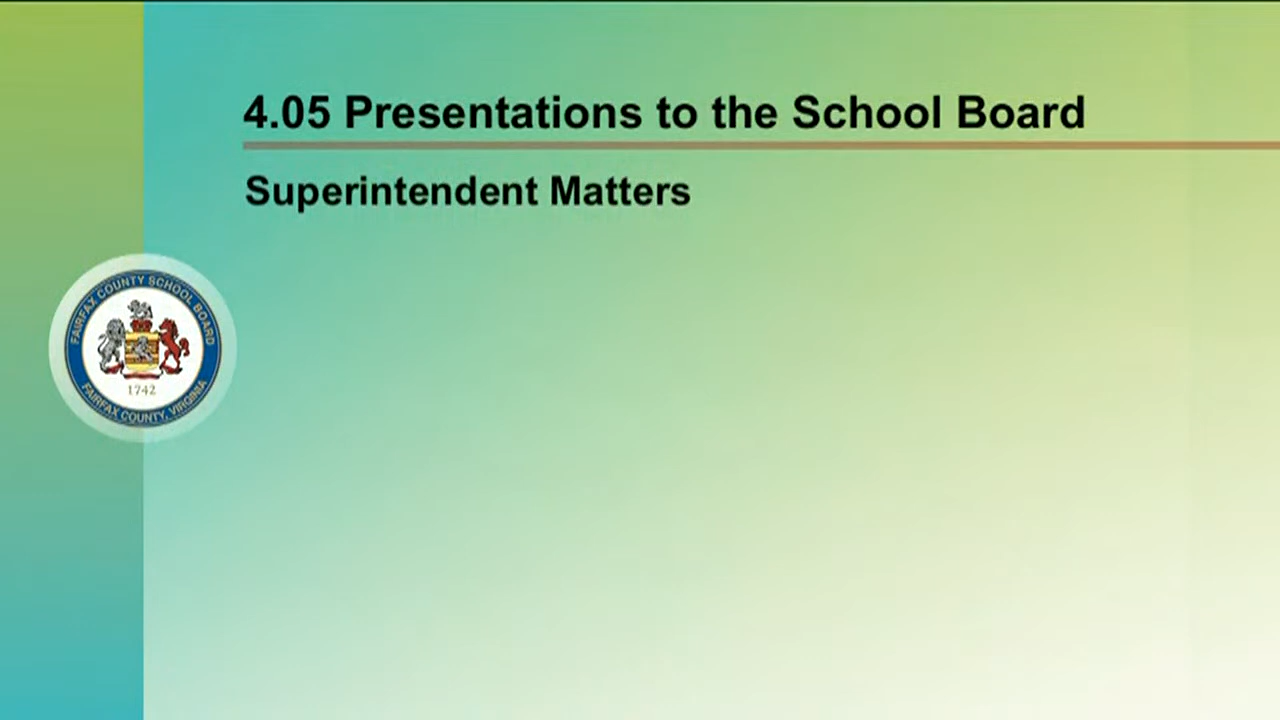 4.05 Presentations to the School Board
Superintendent Matters
FAIRFAX COUNTY SCHOOL BOARD
1742
FAIRFAX COUNTY, VIRGINIA